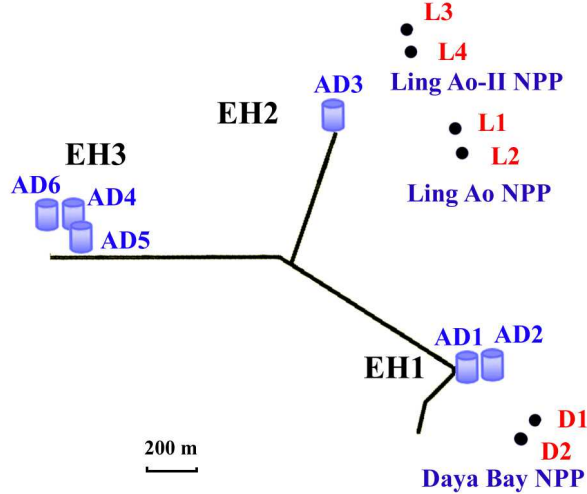 L3
L4
AD3
Ling Ao-II NPP
EH2
L1
EH3
L2
AD6
AD4
Ling Ao NPP
AD5
AD1
AD2
EH1
D1
200 m
D2
Daya Bay NPP